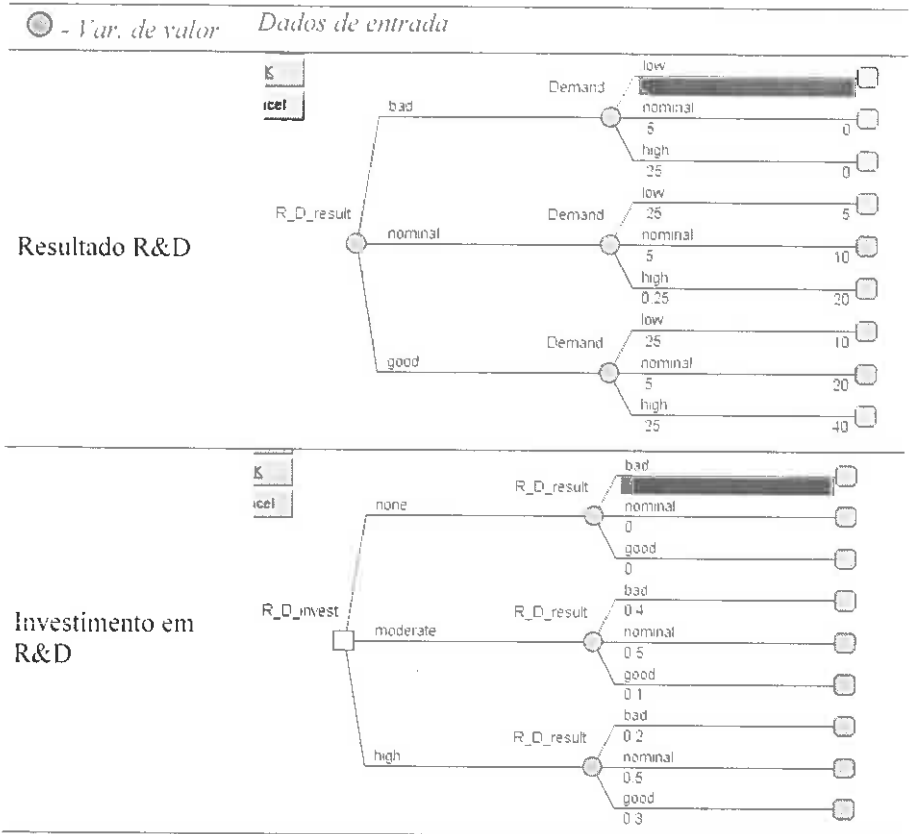 - Var. de valor Dados de entrada
K
icel
Resultado R&D
R_D_result
bad
Demand
low
nominal
5 0
high
25 0
nominal
Demand
low
25 5
nominal
5 10
high
0.25 20
good
Demand
low
25 10
nominal
5 20
high
25 40
K
icel
Investimento em
R&D
R_D_invest
none
R_D_result
bad
nominal
0
good
0
moderate
R_D_result
bad
0.4
nominal
0.5
good
0.1
high
R_D_result
bad
0.2
nominal
0.5
good
0.3